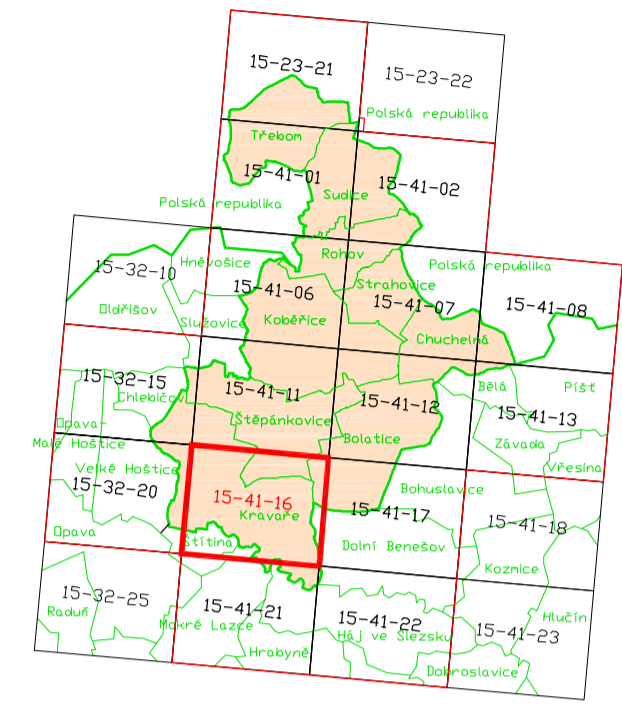 15-23-21
15-23-22
Polská republika
Třebom
15-41-01
15-41-02
Sudice
Polská republika
Rohov
Hněvošice
15-32-10
Polská republika
Strahovice
15-41-06
15-41-07
15-41-08
Oldřišov
Služovice
Kobeřice
Chuchelná
15-32-15
Chlebičov
15-41-11
15-41-12
Bělá
Píšť
15-41-13
Opava-
Štěpánkovice
Bolatice
Závada
Malé Hoštice
Velké Hoštice
Vřesina
15-32-20
15-41-16
Kravaře
Bohuslavice
15-41-17
15-41-18
Opava
Štítina
Dolní Benešov
Kozmice
15-32-25
Raduň
15-41-21
Mokré Lazce
15-41-22
Háj ve Slezsku
15-41-23
Hlučín
Hrabyně
Dobroslavice